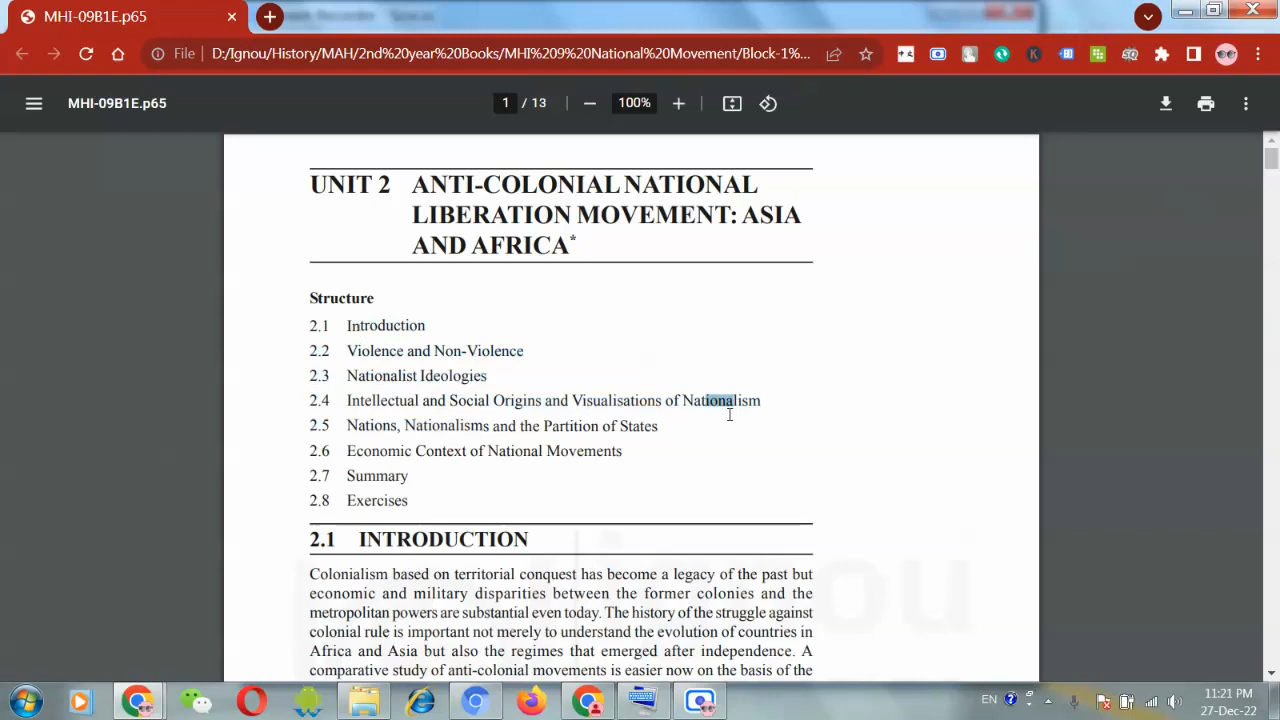 MHI-09B1E.p65
File
D:/Ignou/History/MAH/2nd%20year%20Books/MHI%209%20National%20Movement/Block-1%...
MHI-09B1E.p65
1 / 13
100%
UNIT 2 ANTI-COLONIAL NATIONAL
LIBERATION MOVEMENT: ASIA
AND AFRICA*
Structure
2.1 Introduction
2.2 Violence and Non-Violence
2.3 Nationalist Ideologies
2.4 Intellectual and Social Origins and Visualisations of Nationalism
2.5 Nations, Nationalisms and the Partition of States
2.6 Economic Context of National Movements
2.7 Summary
2.8 Exercises
2.1 INTRODUCTION
Colonialism based on territorial conquest has become a legacy of the past but
economic and military disparities between the former colonies and the
metropolitan powers are substantial even today. The history of the struggle against
colonial rule is important not merely to understand the evolution of countries in
Africa and Asia but also the regimes that emerged after independence. A
comparative study of anti-colonial movements is easier now on the basis of the
EN
11:21 PM
27-Dec-22